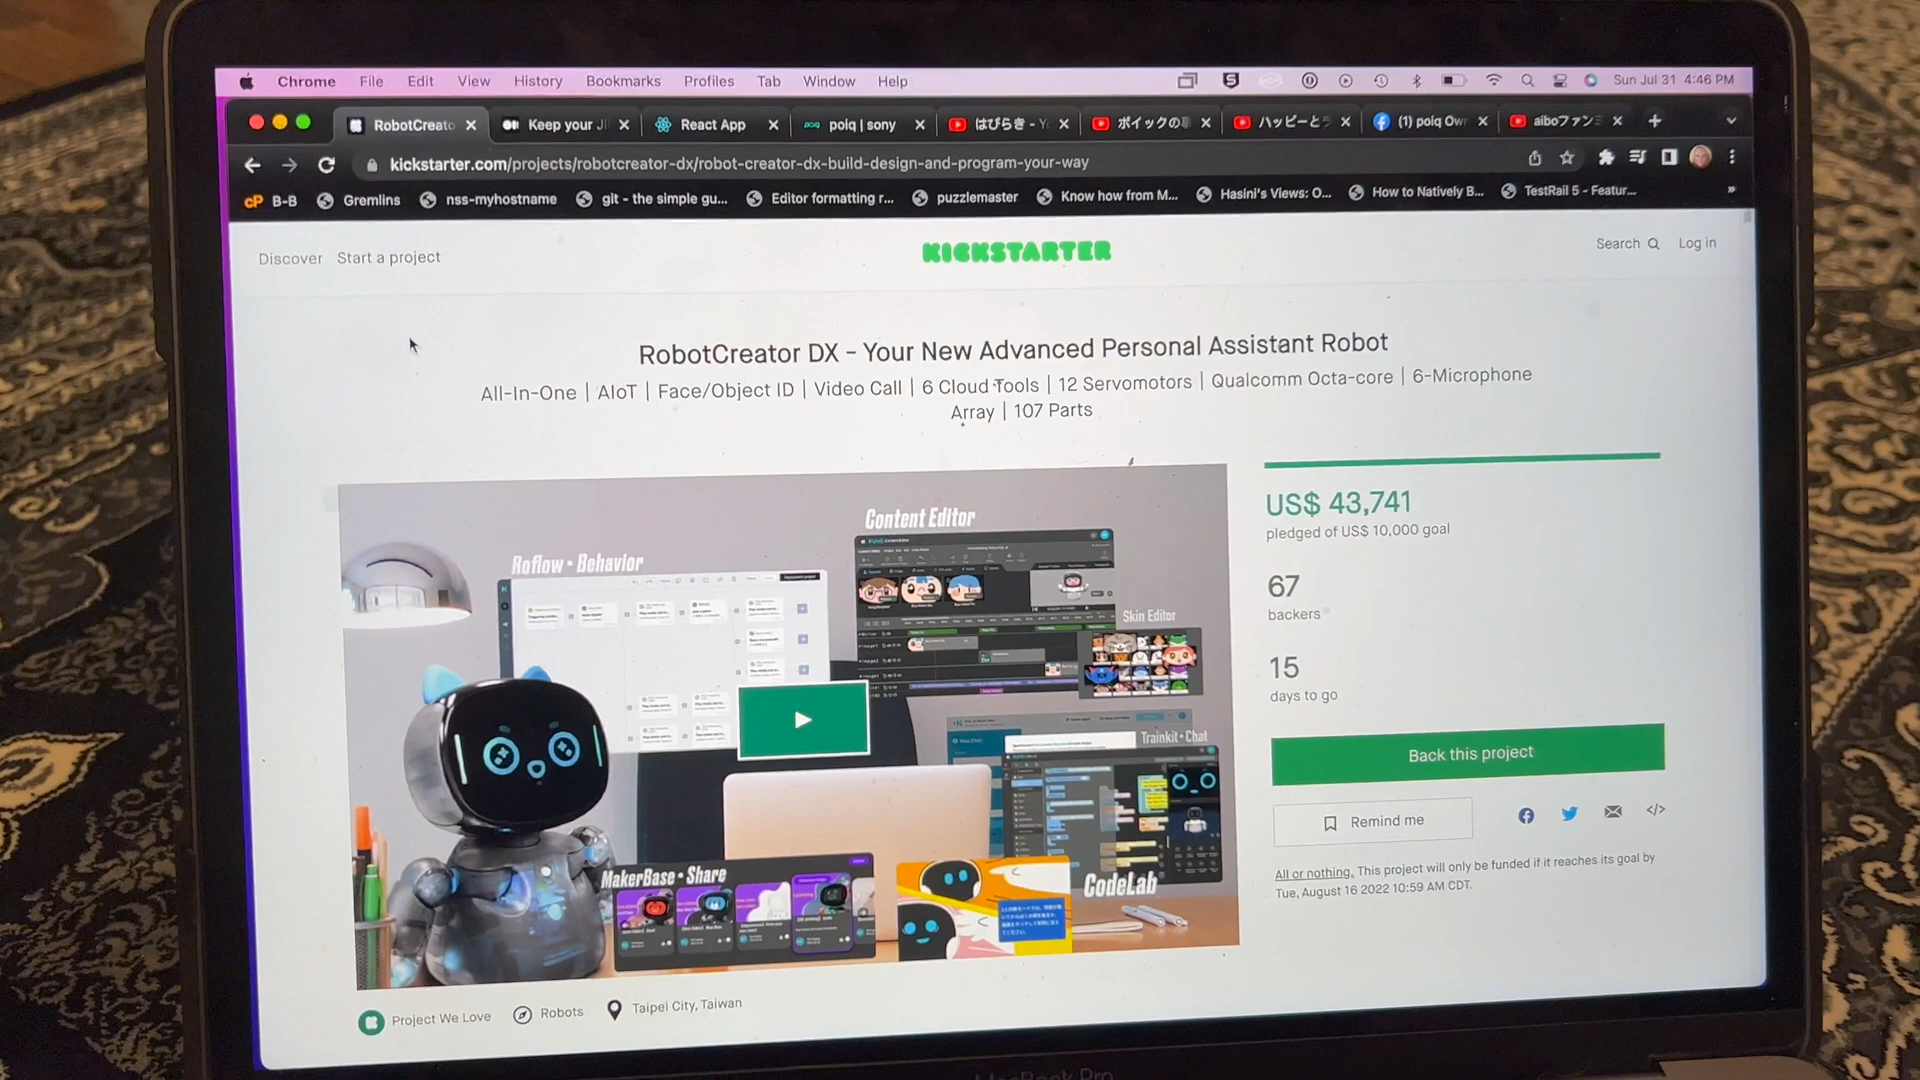 Chrome File Edit View History Bookmarks Profiles Tab Window Help Sun Jul 31 4:46 PM
RobotCreato Keep your JI React App poiq | sony はぴらき - Yo ボイックの ハッピーと (1) poiq Own aiboファンミ
kickstarter.com/projects/robotcreator-dx/robot-creator-dx-build-design-and-program-your-way
cP B-B Gremlins nss-myhostname git - the simple gu... Editor formatting r... puzzlemaster Know how from M... Hasini's Views: O... How to Natively B... TestRail 5 - Featur... »
Discover Start a project KICKSTARTER Search Log in
RobotCreator DX - Your New Advanced Personal Assistant Robot
All-In-One | AIoT | Face/Object ID | Video Call | 6 Cloud Tools | 12 Servomotors | Qualcomm Octa-core | 6-Microphone
Array | 107 Parts
Content Editor
Roflow • Behavior
Skin Editor
Trainkit • Chat
MakerBase • Share
CodeLab
US$ 43,741
pledged of US$ 10,000 goal
67
backers
15
days to go
Back this project
Remind me
All or nothing. This project will only be funded if it reaches its goal by
Tue, August 16 2022 10:59 AM CDT.
Project We Love Robots Taipei City, Taiwan
MacBook Pro